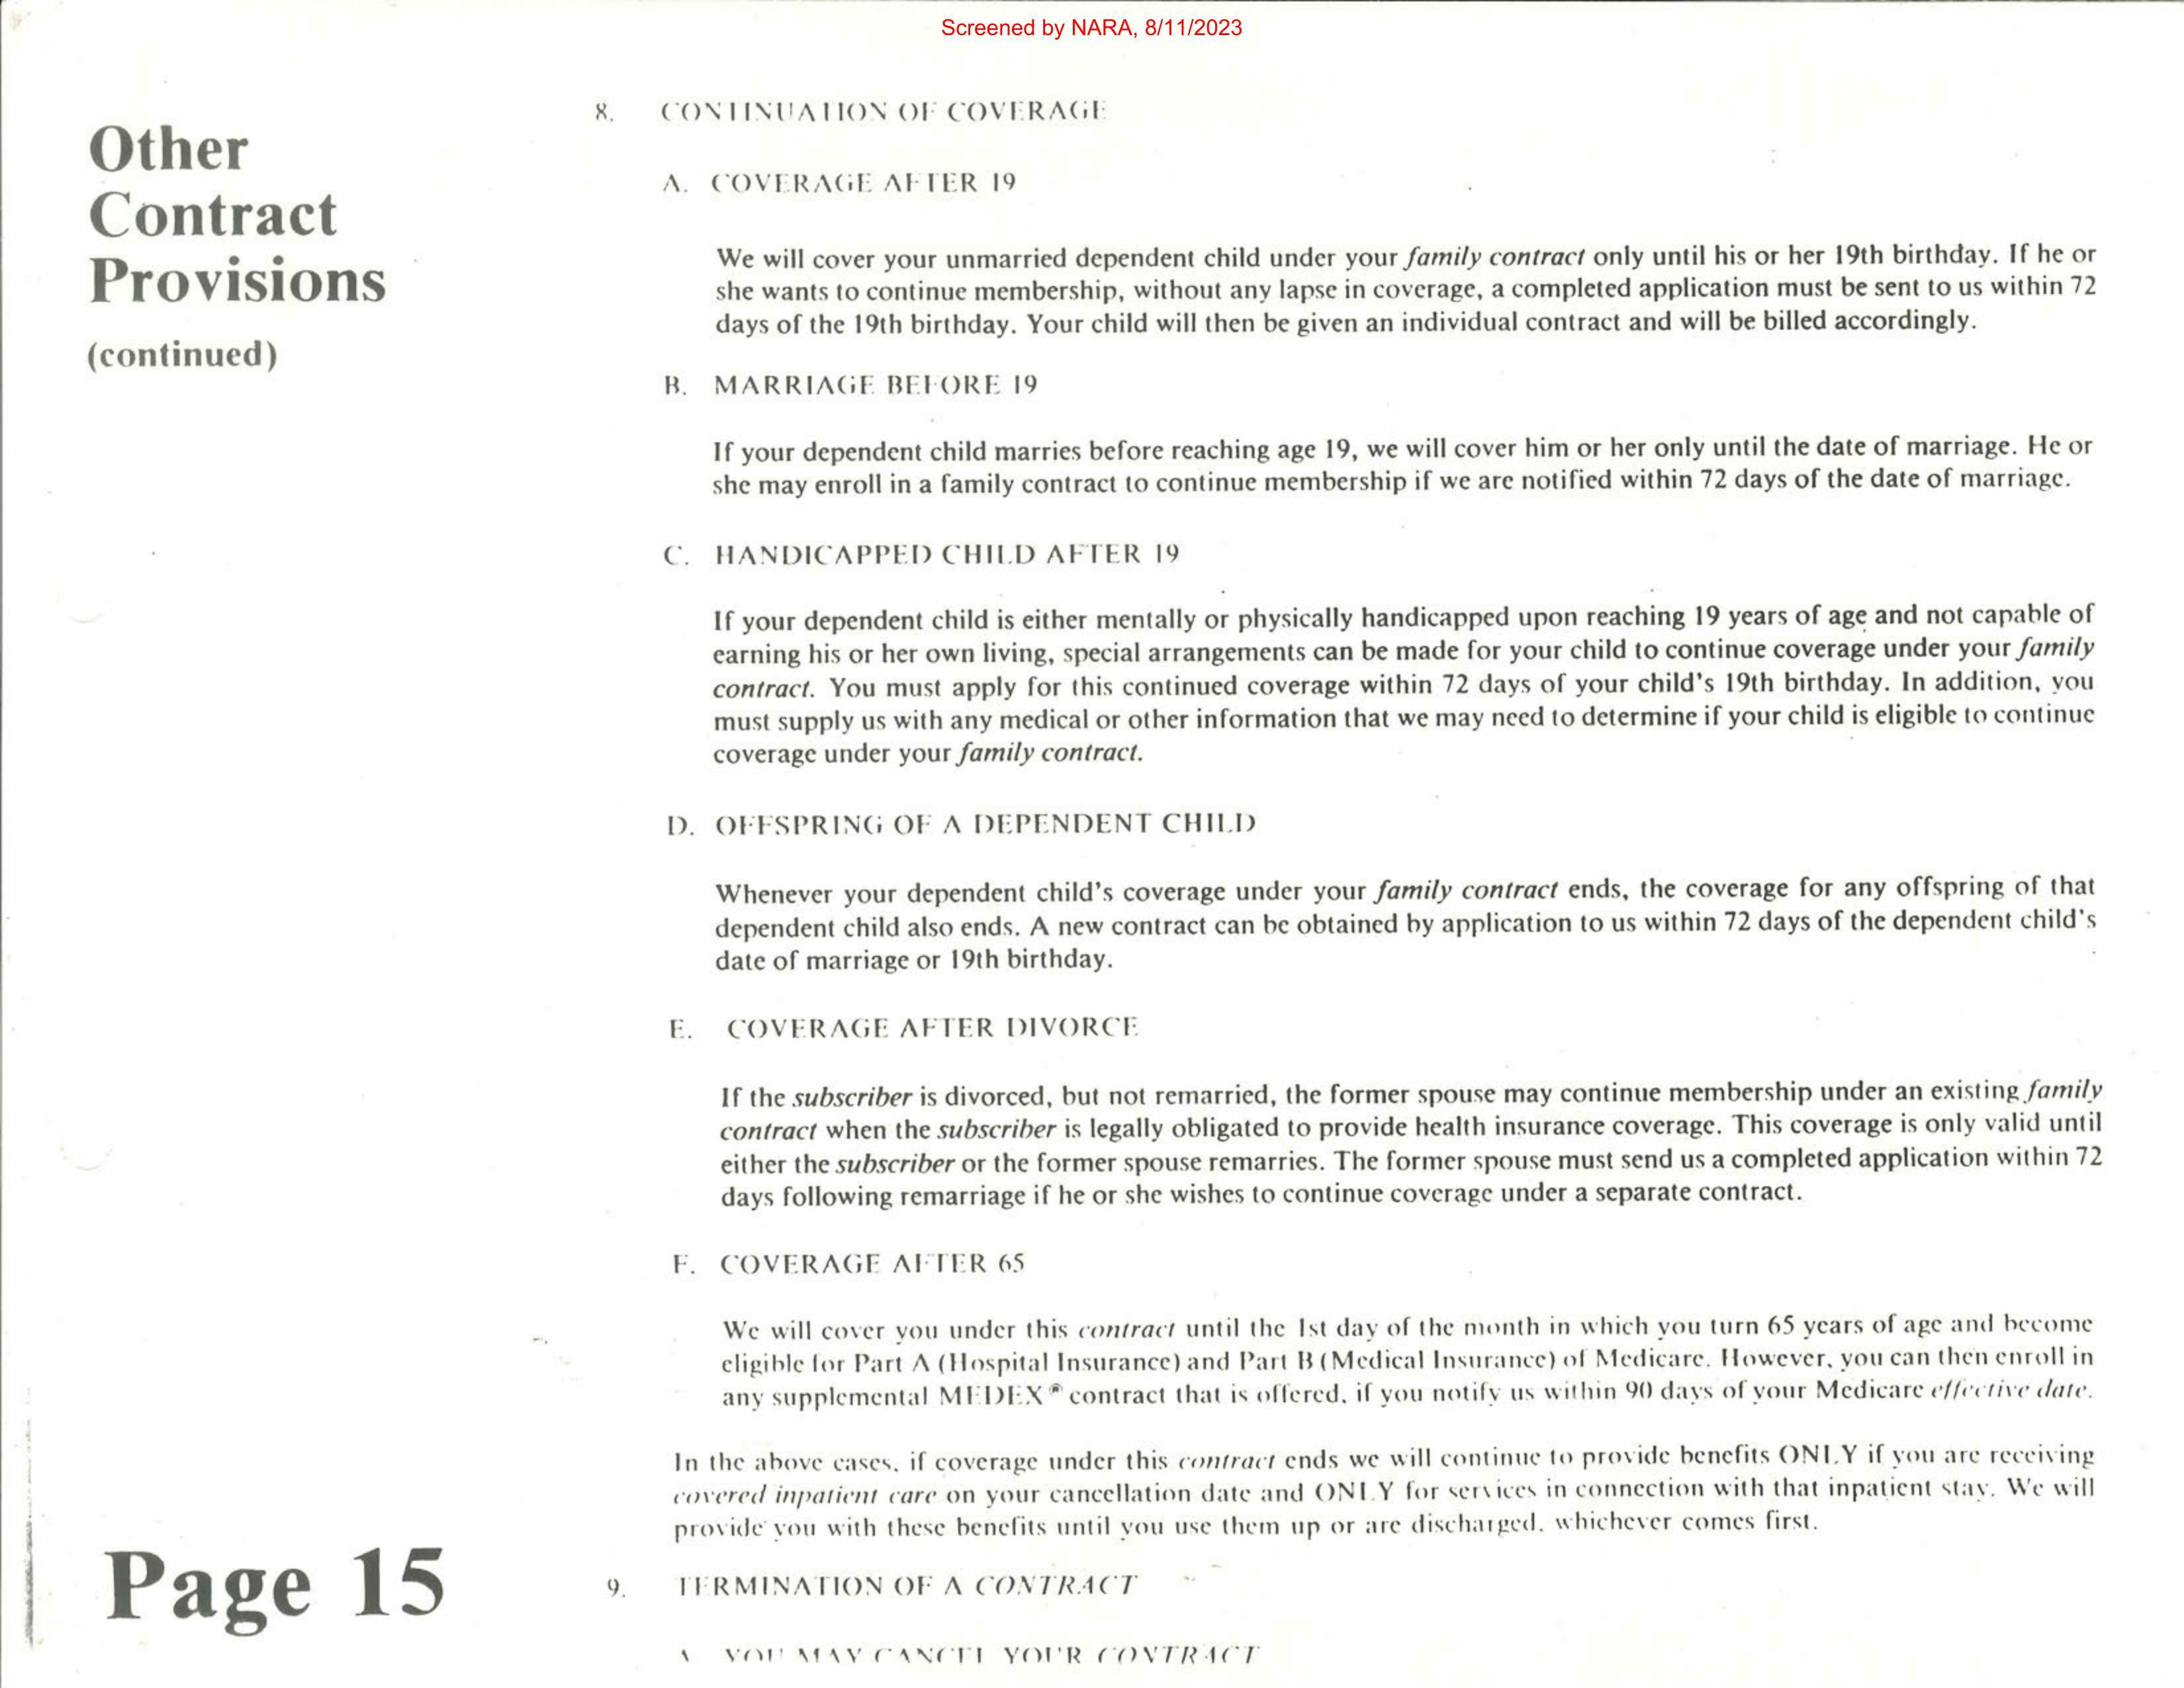 Screened by NARA, 8/11/2023
Other
Contract
Provisions
(continued)
8. CONTINUATION OF COVERAGE
A. COVERAGE AFTER 19
We will cover your unmarried dependent child under your family contract only until his or her 19th birthday. If he or
she wants to continue membership, without any lapse in coverage, a completed application must be sent to us within 72
days of the 19th birthday. Your child will then be given an individual contract and will be billed accordingly.
B. MARRIAGE BEFORE 19
If your dependent child marries before reaching age 19, we will cover him or her only until the date of marriage. He or
she may enroll in a family contract to continue membership if we are notified within 72 days of the date of marriage.
C. HANDICAPPED CHILD AFTER 19
If your dependent child is either mentally or physically handicapped upon reaching 19 years of age and not capable of
earning his or her own living, special arrangements can be made for your child to continue coverage under your family
contract. You must apply for this continued coverage within 72 days of your child's 19th birthday. In addition, you
must supply us with any medical or other information that we may need to determine if your child is eligible to continue
coverage under your family contract.
D. OFFSPRING OF A DEPENDENT CHILD
Whenever your dependent child's coverage under your family contract ends, the coverage for any offspring of that
dependent child also ends. A new contract can be obtained by application to us within 72 days of the dependent child's
date of marriage or 19th birthday.
E. COVERAGE AFTER DIVORCE
If the subscriber is divorced, but not remarried, the former spouse may continue membership under an existing family
contract when the subscriber is legally obligated to provide health insurance coverage. This coverage is only valid until
either the subscriber or the former spouse remarries. The former spouse must send us a completed application within 72
days following remarriage if he or she wishes to continue coverage under a separate contract.
F. COVERAGE AFTER 65
We will cover you under this contract until the 1st day of the month in which you turn 65 years of age and become
eligible for Part A (Hospital Insurance) and Part B (Medical Insurance) of Medicare. However, you can then enroll in
any supplemental MEDEX® contract that is offered, if you notify us within 90 days of your Medicare effective date.
In the above cases, if coverage under this contract ends we will continue to provide benefits ONLY if you are receiving
covered inpatient care on your cancellation date and ONLY for services in connection with that inpatient stay. We will
provide you with these benefits until you use them up or are discharged, whichever comes first.
9. TERMINATION OF A CONTRACT
A YOU MAY CANCEL YOUR CONTRACT
Page 15